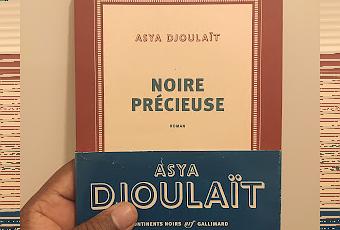 ASYA DJOULAÏT
NOIRE
PRÉCIEUSE
ROMAN
ASYA
DJOULAÏT
CONTINENTS NOIRS nrf GALLIMARD